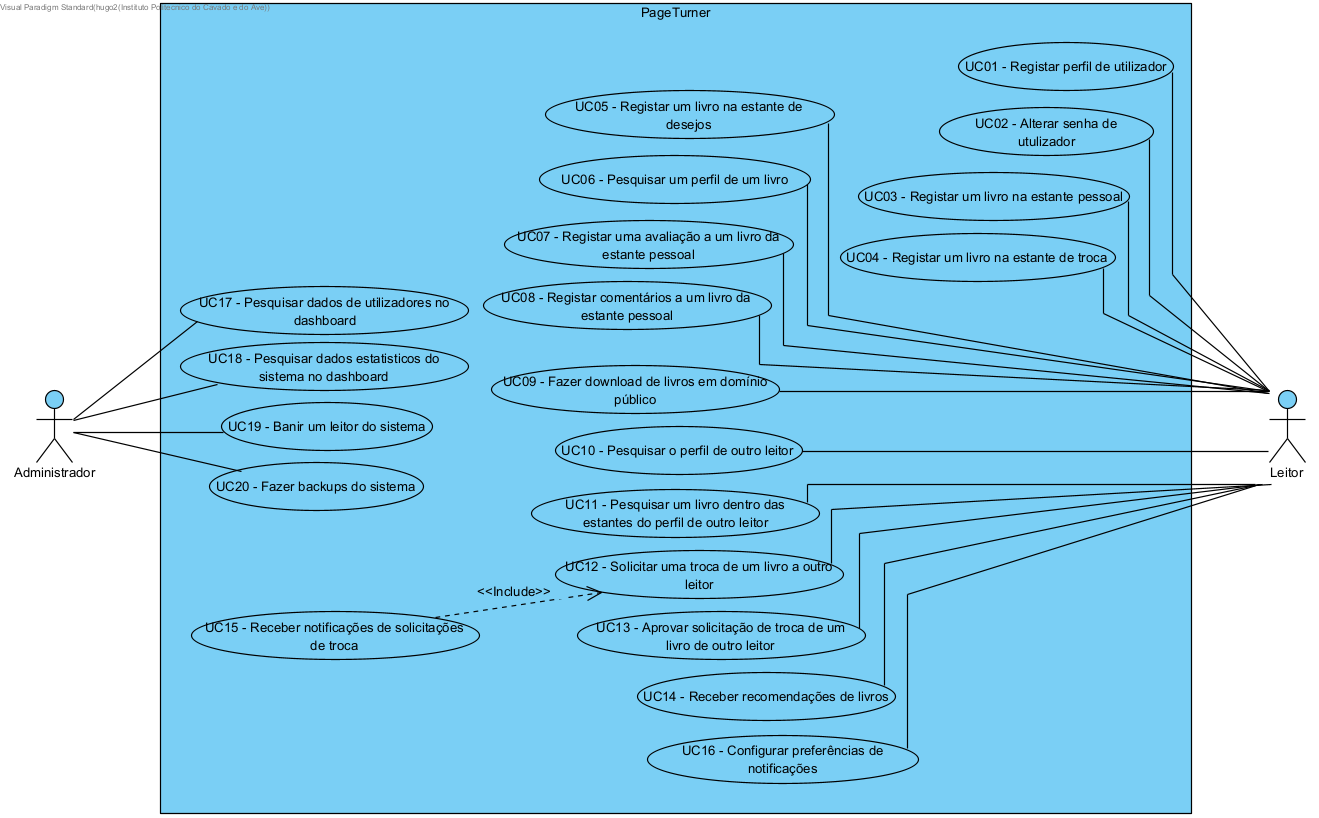 Visual Paradigm Standard(hugo2(Instituto Politécnico do Cávado e do Ave))
PageTurner
UC01 - Registar perfil de utilizador
UC02 - Alterar senha de
utulizador
UC03 - Registar um livro na estante pessoal
UC04 - Registar um livro na estante de troca
UC05 - Registar um livro na estante de
desejos
UC06 - Pesquisar um perfil de um livro
UC07 - Registar uma avaliação a um livro da
estante pessoal
UC08 - Registar comentários a um livro da
estante pessoal
UC09 - Fazer download de livros em domínio
público
UC10 - Pesquisar o perfil de outro leitor
UC11 - Pesquisar um livro dentro das
estantes do perfil de outro leitor
UC12 - Solicitar uma troca de um livro a outro
leitor
<<Include>>
UC15 - Receber notificações de solicitações
de troca
UC13 - Aprovar solicitação de troca de um
livro de outro leitor
UC14 - Receber recomendações de livros
UC16 - Configurar preferências de
notificações
UC17 - Pesquisar dados de utilizadores no
dashboard
UC18 - Pesquisar dados estatisticos do
sistema no dashboard
UC19 - Banir um leitor do sistema
UC20 - Fazer backups do sistema
Administrador
Leitor